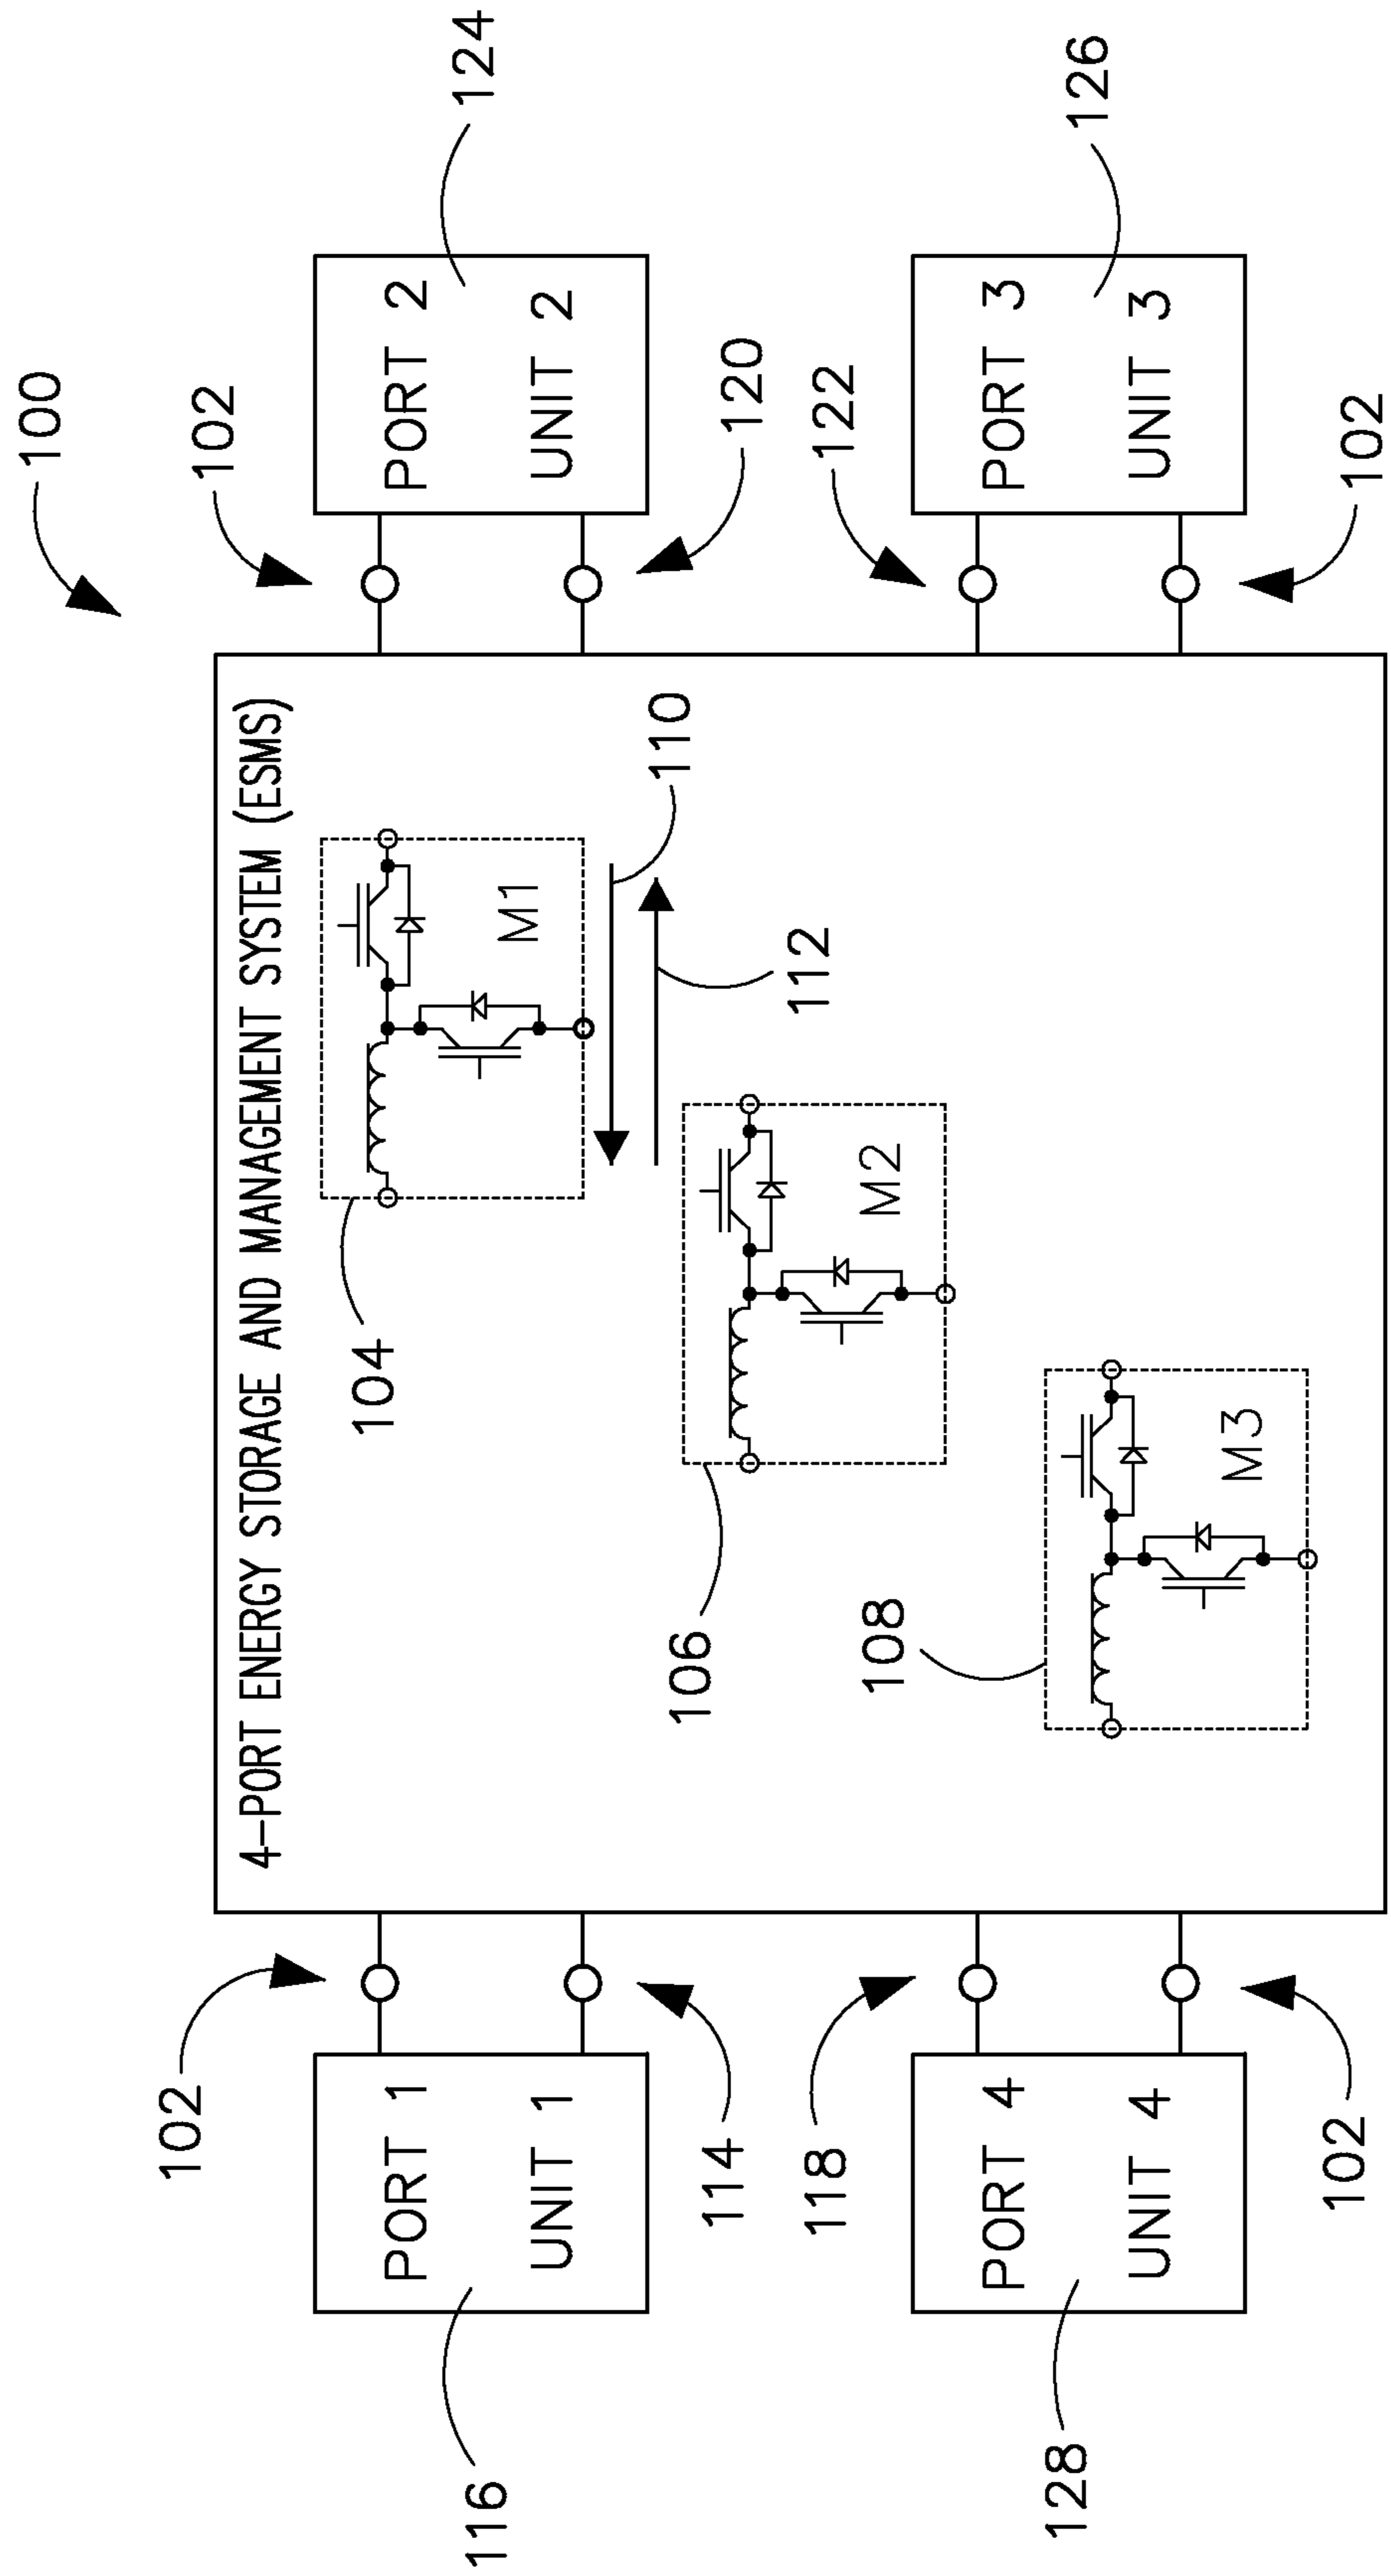 100
102
124
PORT 2
UNIT 2
120
122
126
PORT 3
UNIT 3
102
4-PORT ENERGY STORAGE AND MANAGEMENT SYSTEM (ESMS)
104
M1
110
112
106
M2
108
M3
102
PORT 1
UNIT 1
114
116
118
PORT 4
UNIT 4
128
102